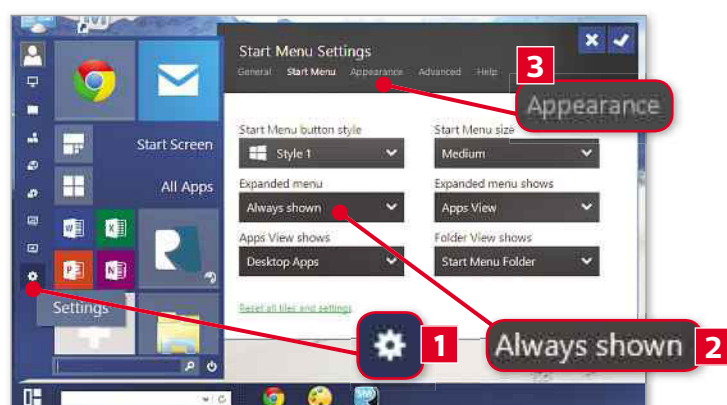 Start Menu Settings
General Start Menu Appearance Advanced Help
3
Appearance
Start Menu button style
Style 1
Start Menu size
Medium
Start Screen
All Apps
Expanded menu
Always shown
Expanded menu shows
Apps View
Apps View shows
Desktop Apps
Folder View shows
Start Menu Folder
Reset all tiles and settings
Settings
1
Always shown 2